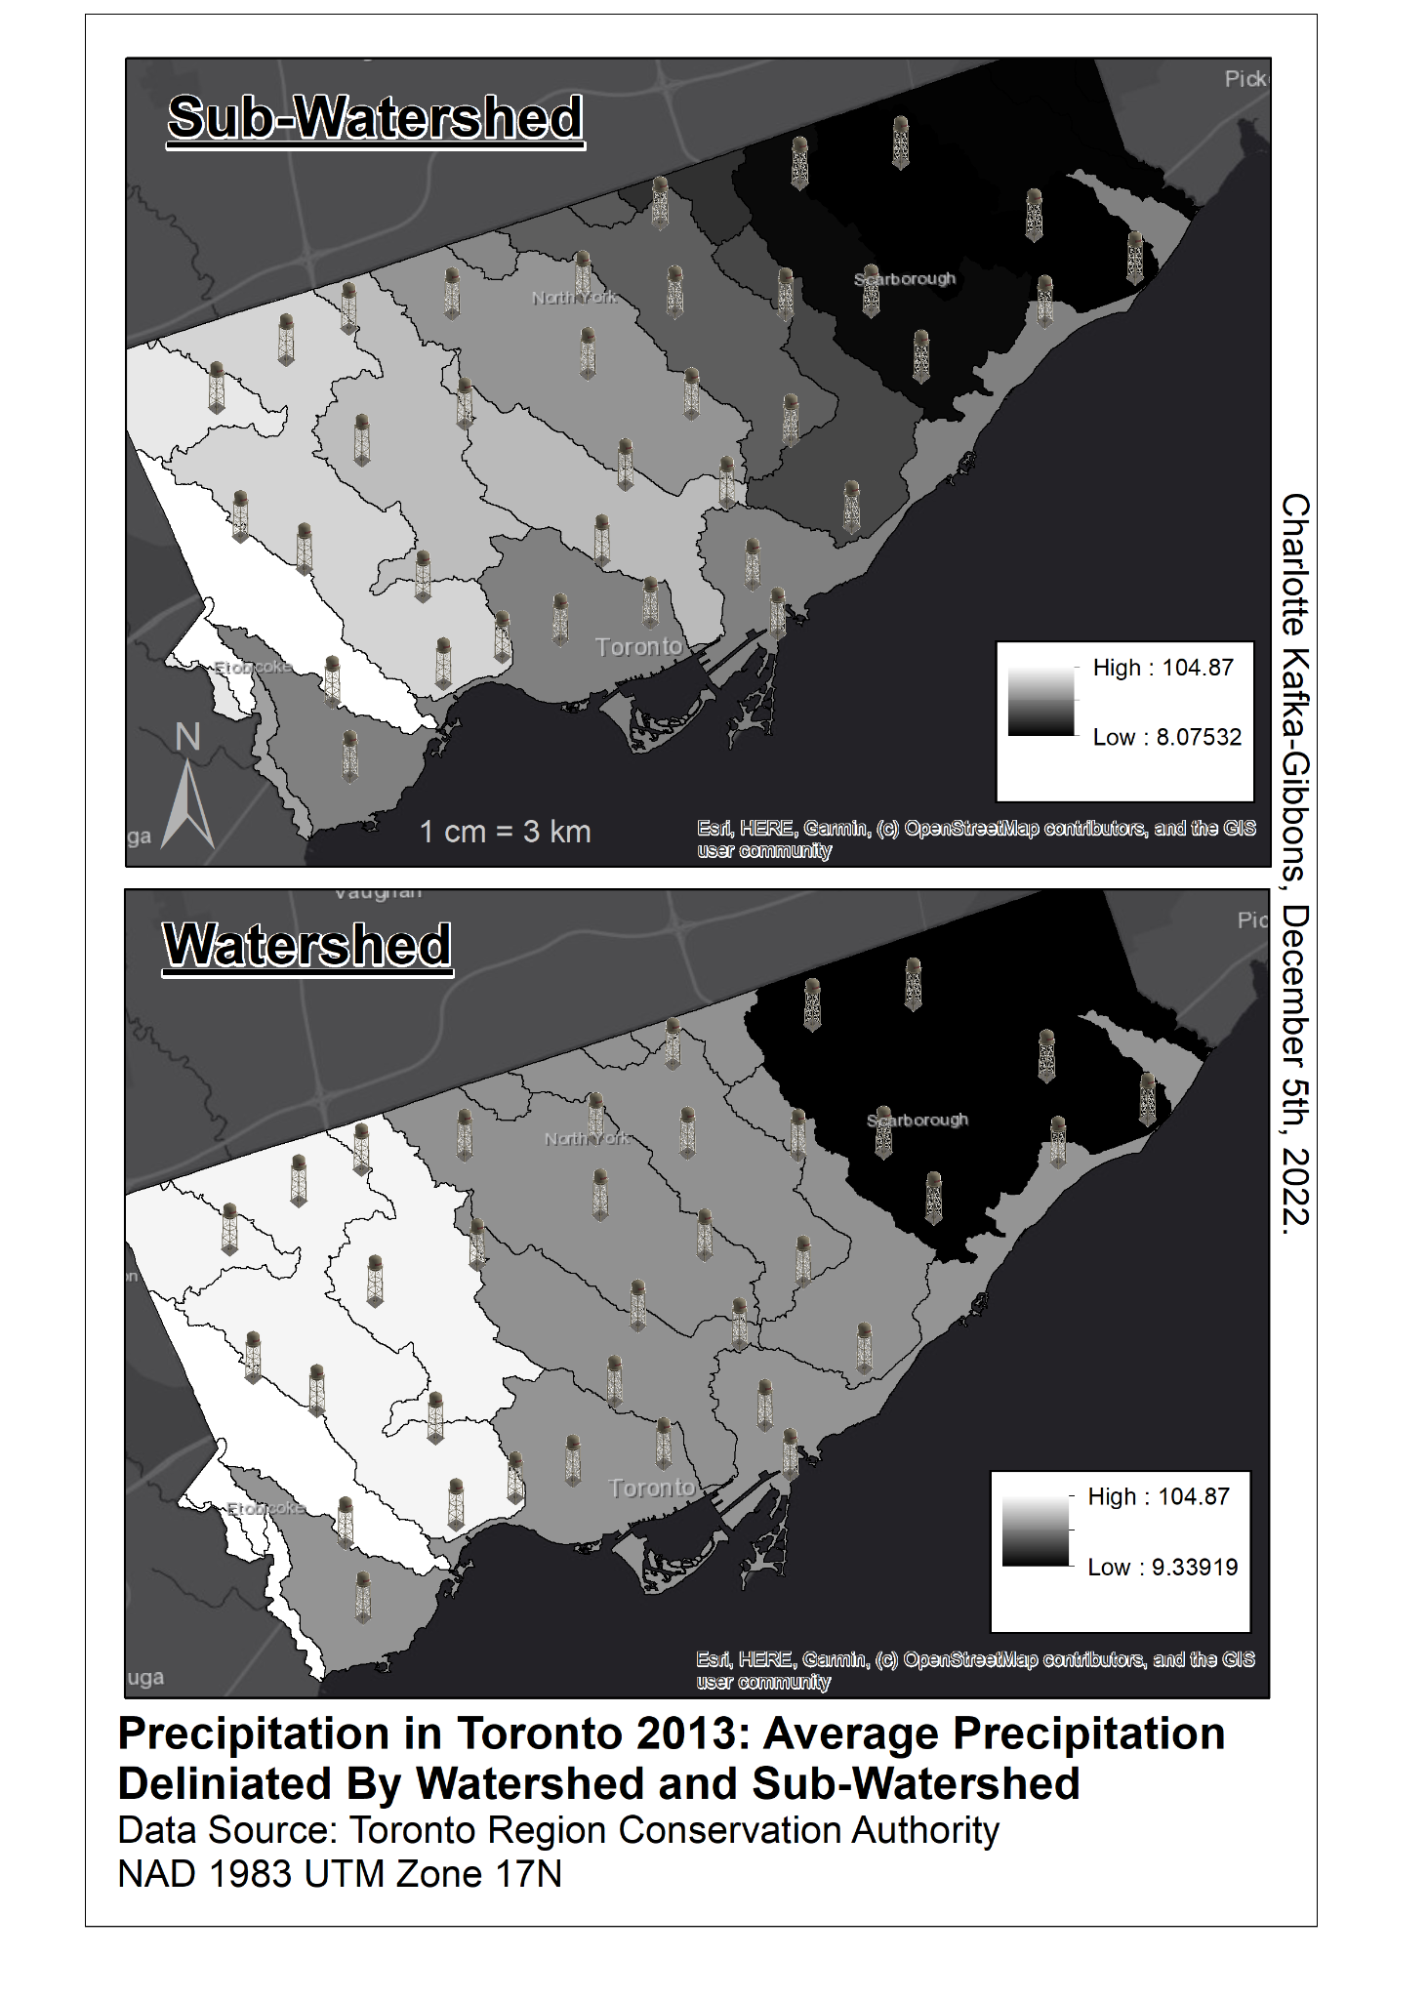 Sub-Watershed
Pick
North York
Scarborough
Toronto
Etobicoke
N
ga
1 cm = 3 km
High : 104.87
Low : 8.07532
Esri, HERE, Garmin, (c) OpenStreetMap contributors, and the GIS
user community
Charlotte Kafka-Gibbons, December 5th, 2022.
Vaughan
Watershed
Pic
North York
Scarborough
on
Toronto
Etobicoke
uga
High : 104.87
Low : 9.33919
Esri, HERE, Garmin, (c) OpenStreetMap contributors, and the GIS
user community
Precipitation in Toronto 2013: Average Precipitation
Deliniated By Watershed and Sub-Watershed
Data Source: Toronto Region Conservation Authority
NAD 1983 UTM Zone 17N